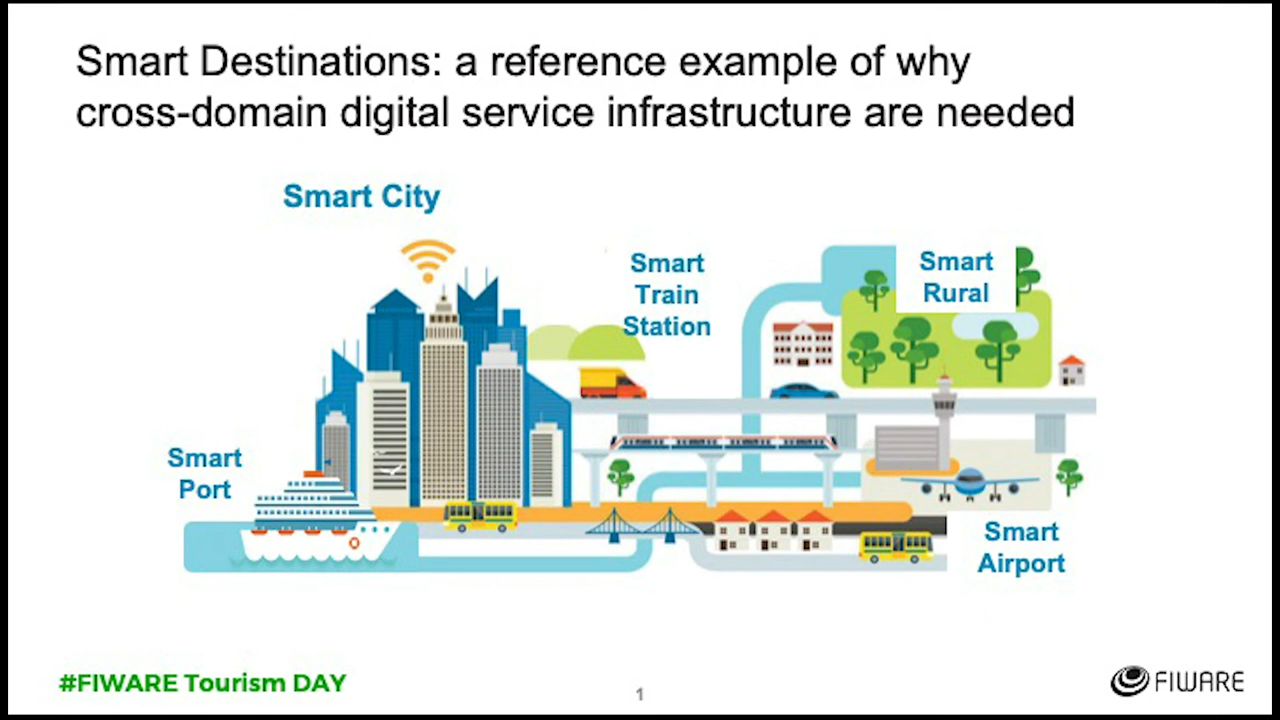 Smart Destinations: a reference example of why
cross-domain digital service infrastructure are needed
Smart City
Smart
Train
Station
Smart
Rural
Smart
Port
Smart
Airport
#FIWARE Tourism DAY
1
FIWARE